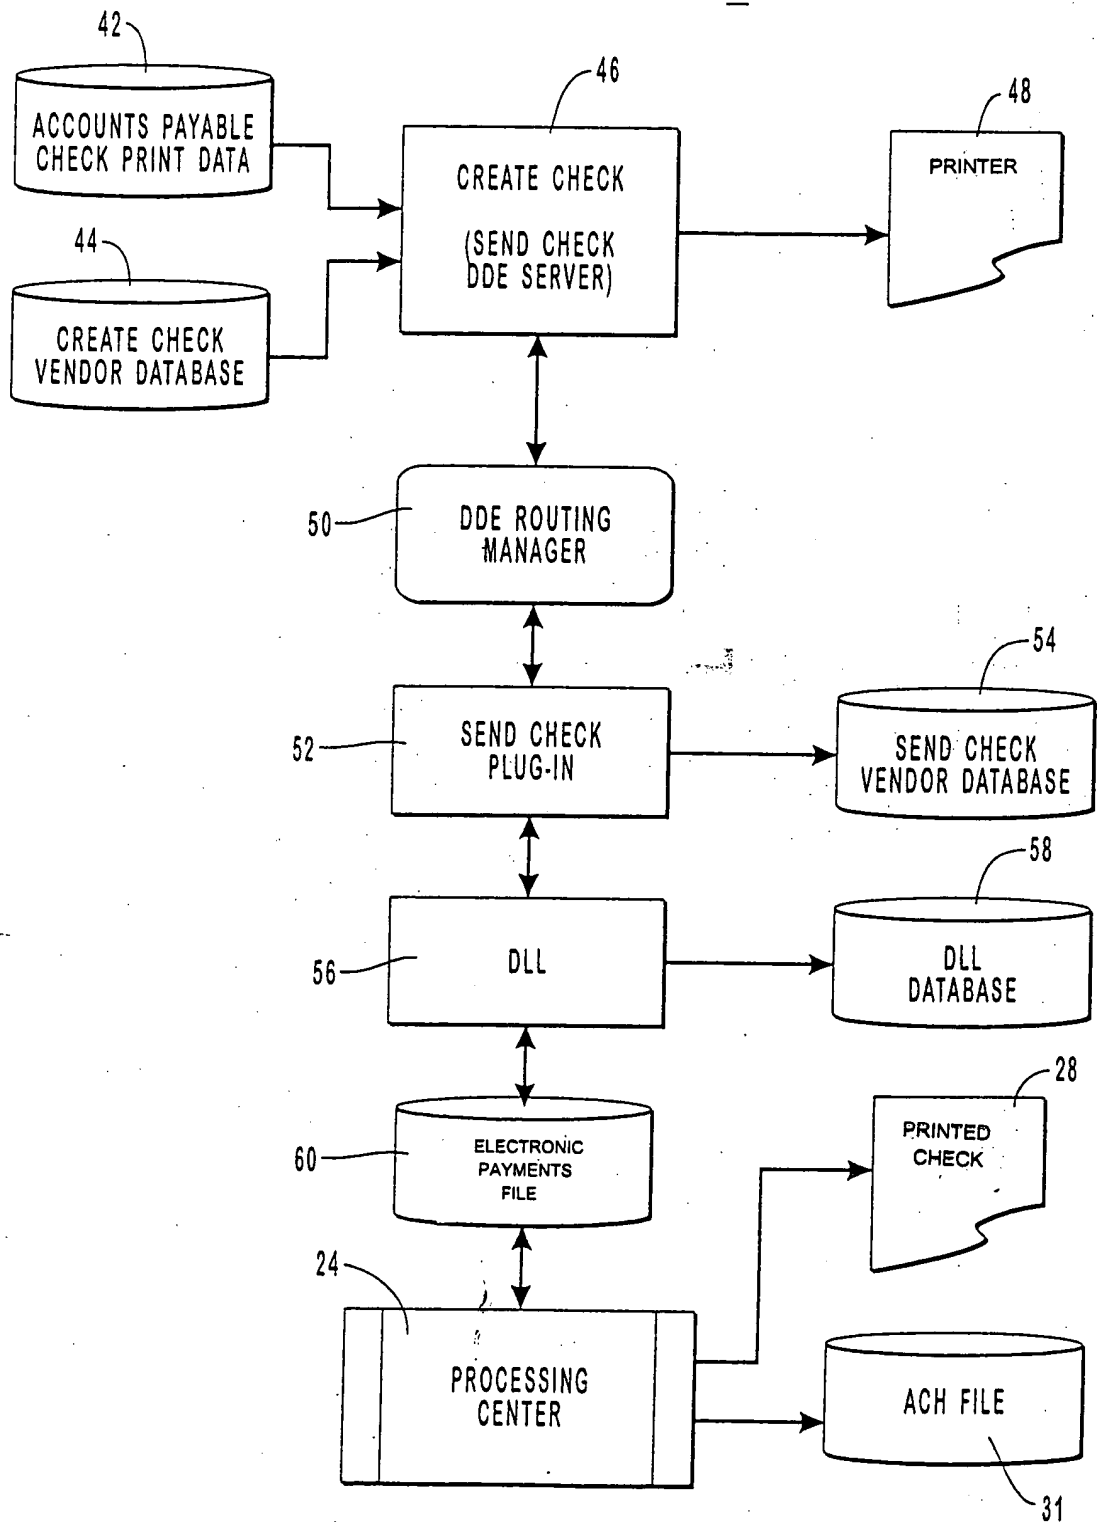 42
ACCOUNTS PAYABLE
CHECK PRINT DATA
44
CREATE CHECK
VENDOR DATABASE
46
CREATE CHECK
(SEND CHECK
DDE SERVER)
48
PRINTER
50
DDE ROUTING
MANAGER
52
SEND CHECK
PLUG-IN
54
SEND CHECK
VENDOR DATABASE
56
DLL
58
DLL
DATABASE
60
ELECTRONIC
PAYMENTS
FILE
28
PRINTED
CHECK
24
PROCESSING
CENTER
ACH FILE
31